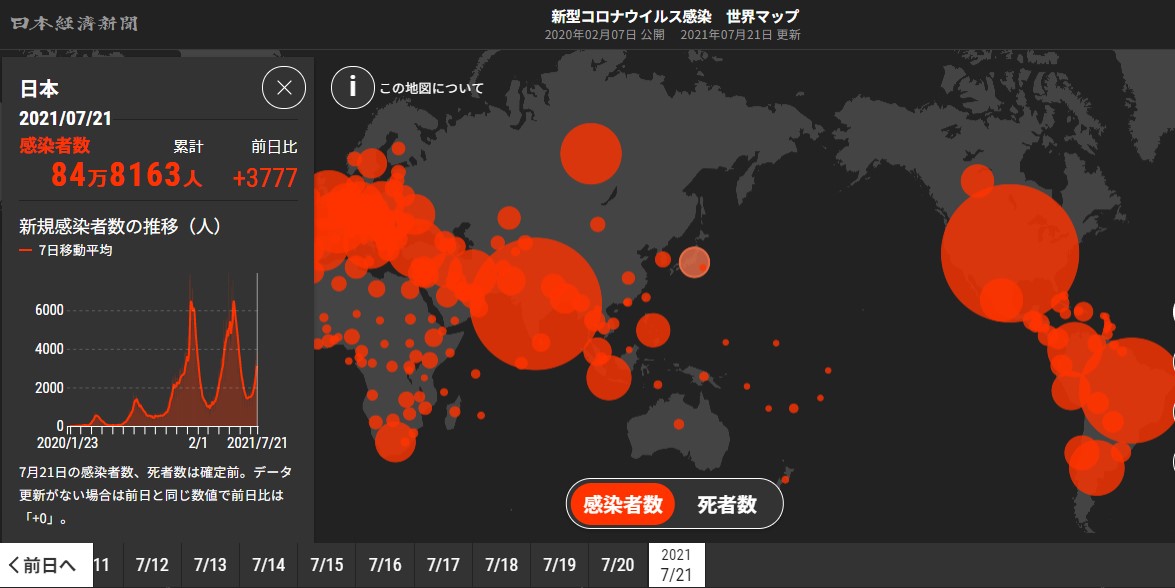 日本経済新聞
新型コロナウイルス感染 世界マップ
2020年02月07日 公開 2021年07月21日 更新
日本
2021/07/21
感染者数 累計 前日比
84万8163人 +3777
新規感染者数の推移（人）
7日移動平均
6000
4000
2000
0
2020/1/23 2/1 2021/7/21
7月21日の感染者数、死者数は確定前。データ
更新がない場合は前日と同じ数値で前日比は
「+0」。
i この地図について
感染者数 死者数
前日へ 11 7/12 7/13 7/14 7/15 7/16 7/17 7/18 7/19 7/20 2021
7/21